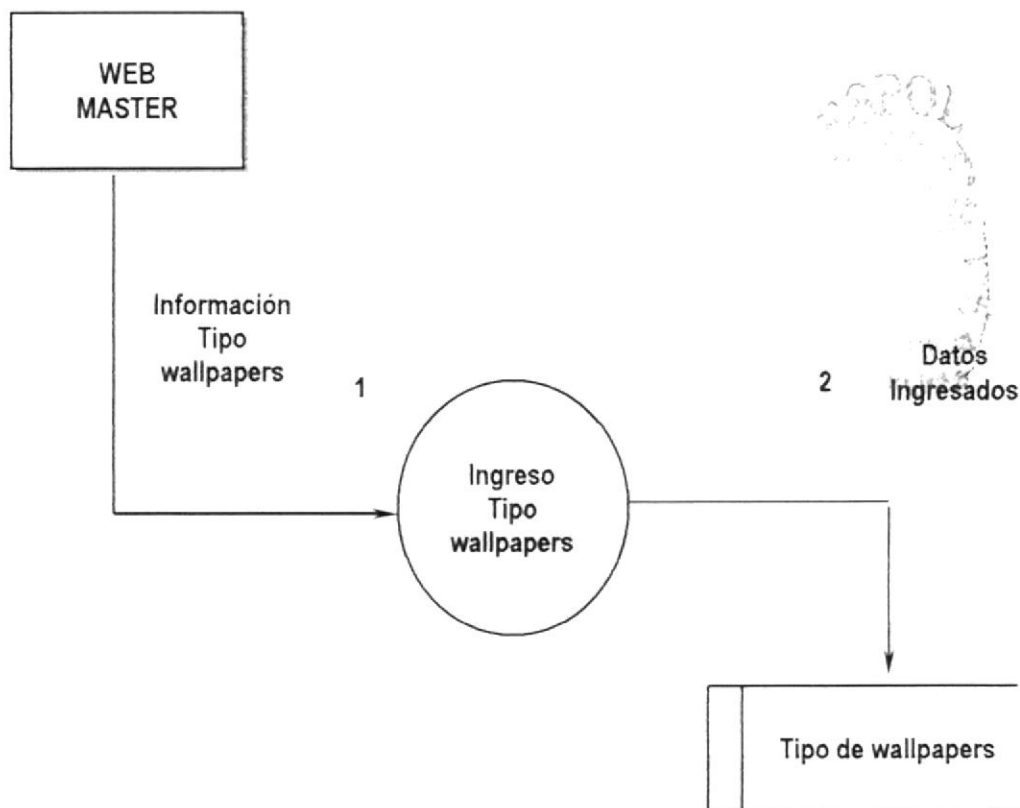 WEB
MASTER
Información
Tipo
wallpapers
1
2
Datos
Ingresados
Ingreso
Tipo
wallpapers
Tipo de wallpapers